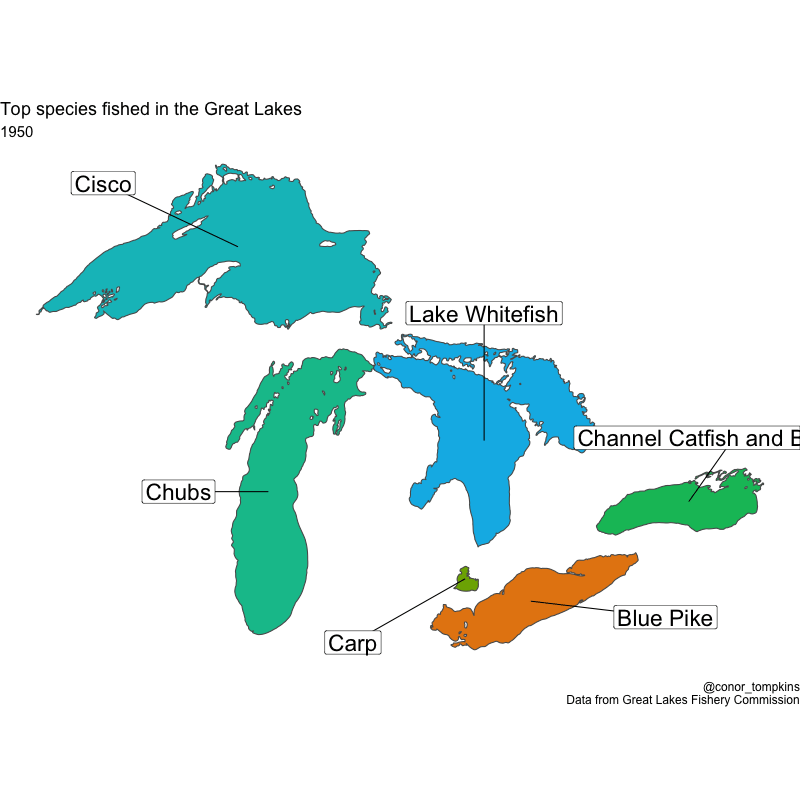 Top species fished in the Great Lakes
1950
Cisco
Lake Whitefish
Channel Catfish and
Chubs
Carp
Blue Pike
@conor_tompkins
Data from Great Lakes Fishery Commission